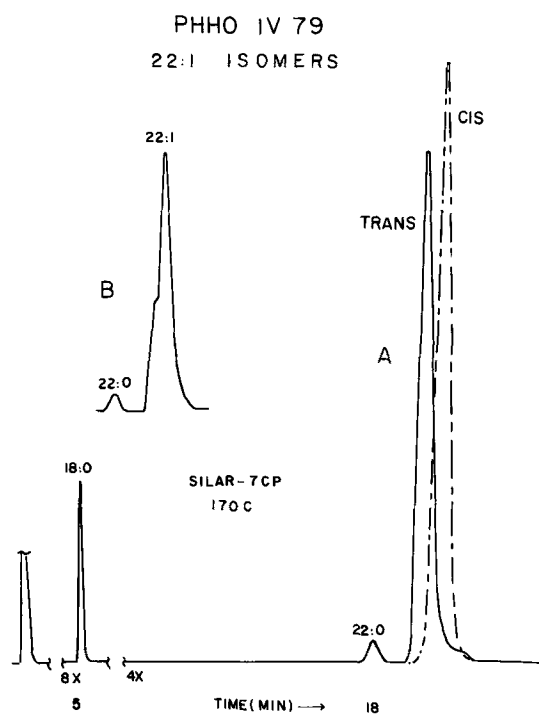 PHHO IV 79
22:1 ISOMERS
CIS
22:1
TRANS
B
A
22:0
18:0
SILAR-7CP
170 C
22:0
8X
4X
5
TIME(MIN)
18